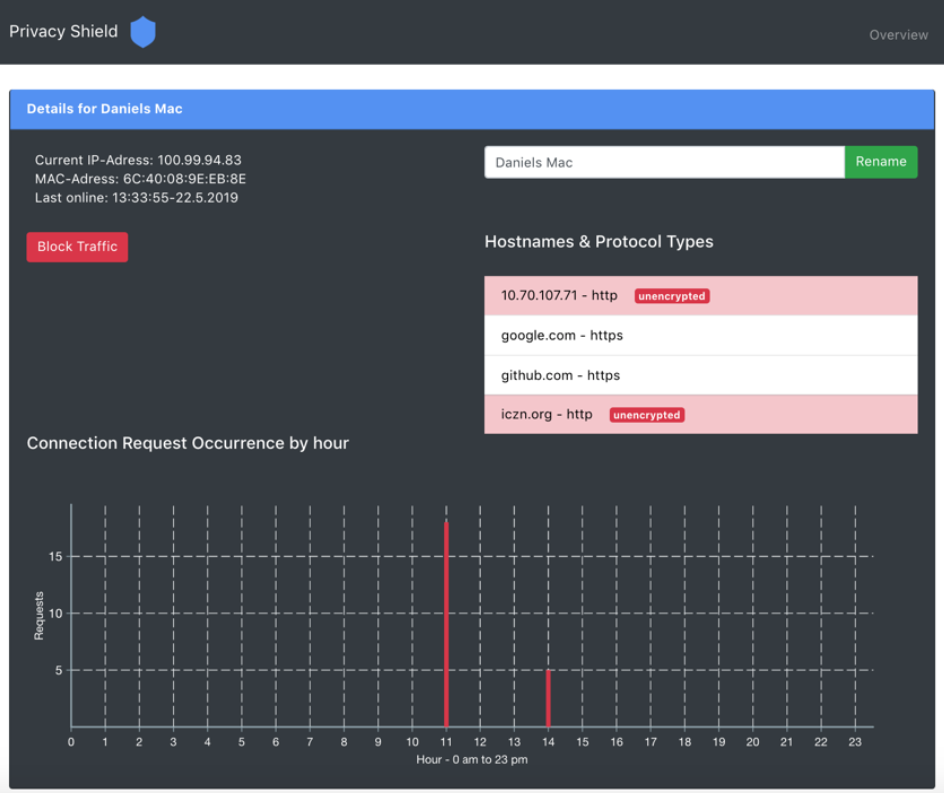 Privacy Shield
Overview
Details for Daniels Mac
Current IP-Adress: 100.99.94.83
MAC-Adress: 6C:40:08:9E:EB:8E
Last online: 13:33:55-22.5.2019
Daniels Mac
Rename
Block Traffic
Hostnames & Protocol Types
10.70.107.71 - http unencrypted
google.com - https
github.com - https
iczn.org - http unencrypted
Connection Request Occurrence by hour
15
10
5
Requests
0 1 2 3 4 5 6 7 8 9 10 11 12 13 14 15 16 17 18 19 20 21 22 23
Hour - 0 am to 23 pm